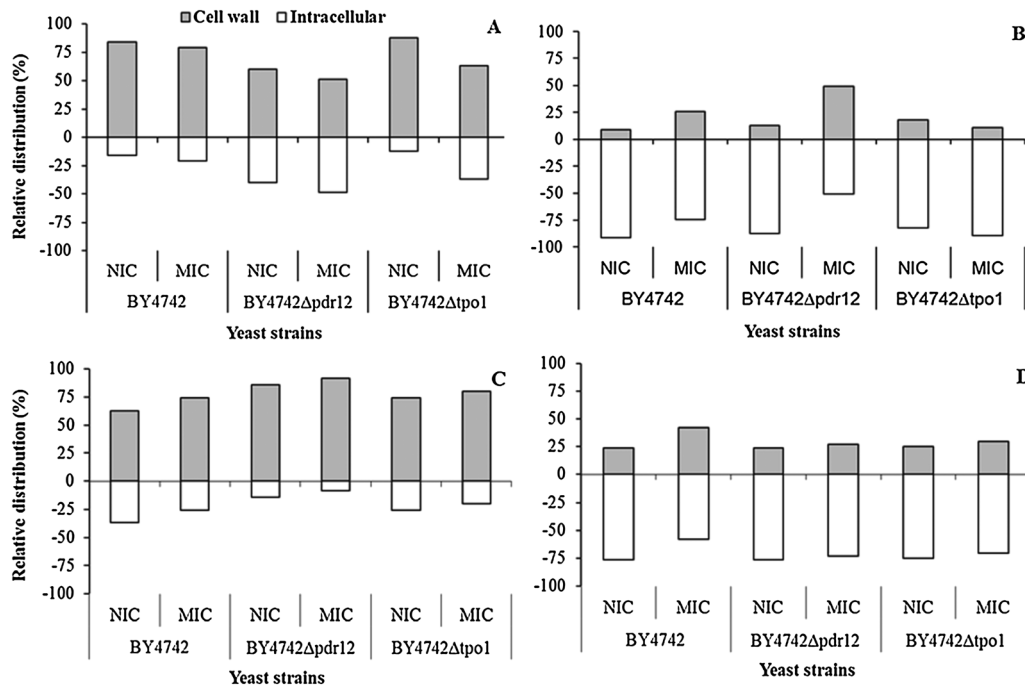 Cell wall Intracellular
A
Relative distribution (%)
100
75
50
25
0
-25
-50
-75
-100
NIC MIC NIC MIC NIC MIC
BY4742 BY4742Δpdr12 BY4742Δtpo1
Yeast strains
B
100
75
50
25
0
-25
-50
-75
-100
NIC MIC NIC MIC NIC MIC
BY4742 BY4742Δpdr12 BY4742Δtpo1
Yeast strains
C
Relative distribution (%)
100
75
50
25
0
-25
-50
-75
-100
NIC MIC NIC MIC NIC MIC
BY4742 BY4742Δpdr12 BY4742Δtpo1
Yeast strains
D
100
75
50
25
0
-25
-50
-75
-100
NIC MIC NIC MIC NIC MIC
BY4742 BY4742Δpdr12 BY4742Δtpo1
Yeast strains